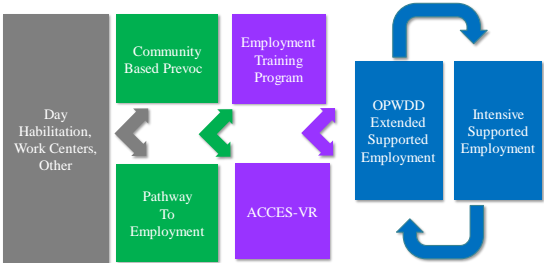 Day
Habilitation,
Work Centers,
Other
Community
Based Prevoc
Employment
Training
Program
Pathway
To
Employment
ACCES-VR
OPWDD
Extended
Supported
Employment
Intensive
Supported
Employment